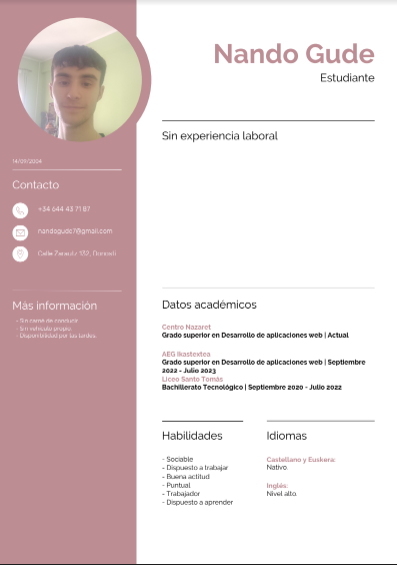 Nando Gude
Estudiante
14/09/2004
Contacto
+34 644 43 71 87
nandogude7@gmail.com
Calle Zarautz 132, Donosti
Más información
- Sin carné de conducir
- Sin vehículo propio.
- Disponibilidad por las tardes.
Sin experiencia laboral
Datos académicos
Centro Nazaret
Grado superior en Desarrollo de aplicaciones web | Actual
AEG Ikastetxea
Grado superior en Desarrollo de aplicaciones web | Septiembre
2022 - Julio 2023
Liceo Santo Tomás
Bachillerato Tecnológico | Septiembre 2020 - Julio 2022
Habilidades
- Sociable
- Dispuesto a trabajar
- Buena actitud
- Puntual
- Trabajador
- Dispuesto a aprender
Idiomas
Castellano y Euskera:
Nativo.
Inglés:
Nivel alto.